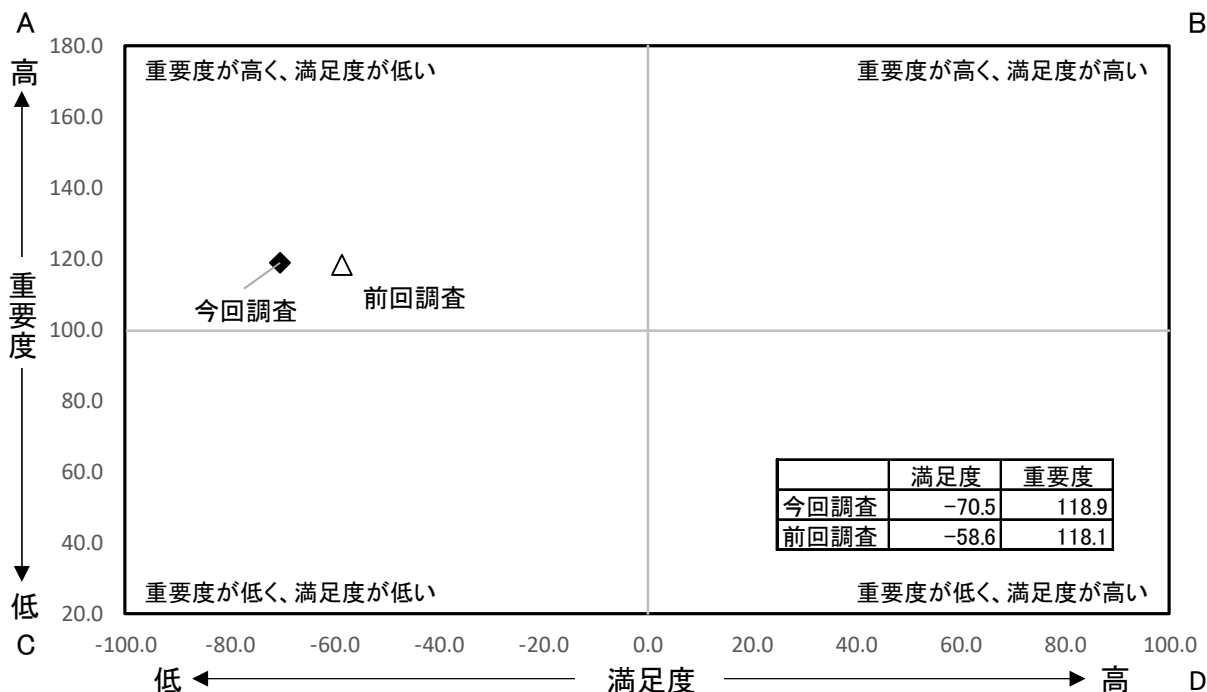 A
B
180.0
高
重要度が高く、満足度が低い
重要度が高く、満足度が高い
160.0
140.0
120.0
今回調査
前回調査
重要度
100.0
80.0
60.0
満足度 重要度
今回調査 -70.5 118.9
前回調査 -58.6 118.1
40.0
低
重要度が低く、満足度が低い
重要度が低く、満足度が高い
20.0
C
-100.0 -80.0 -60.0 -40.0 -20.0 0.0 20.0 40.0 60.0 80.0 100.0
低 満足度 高
D